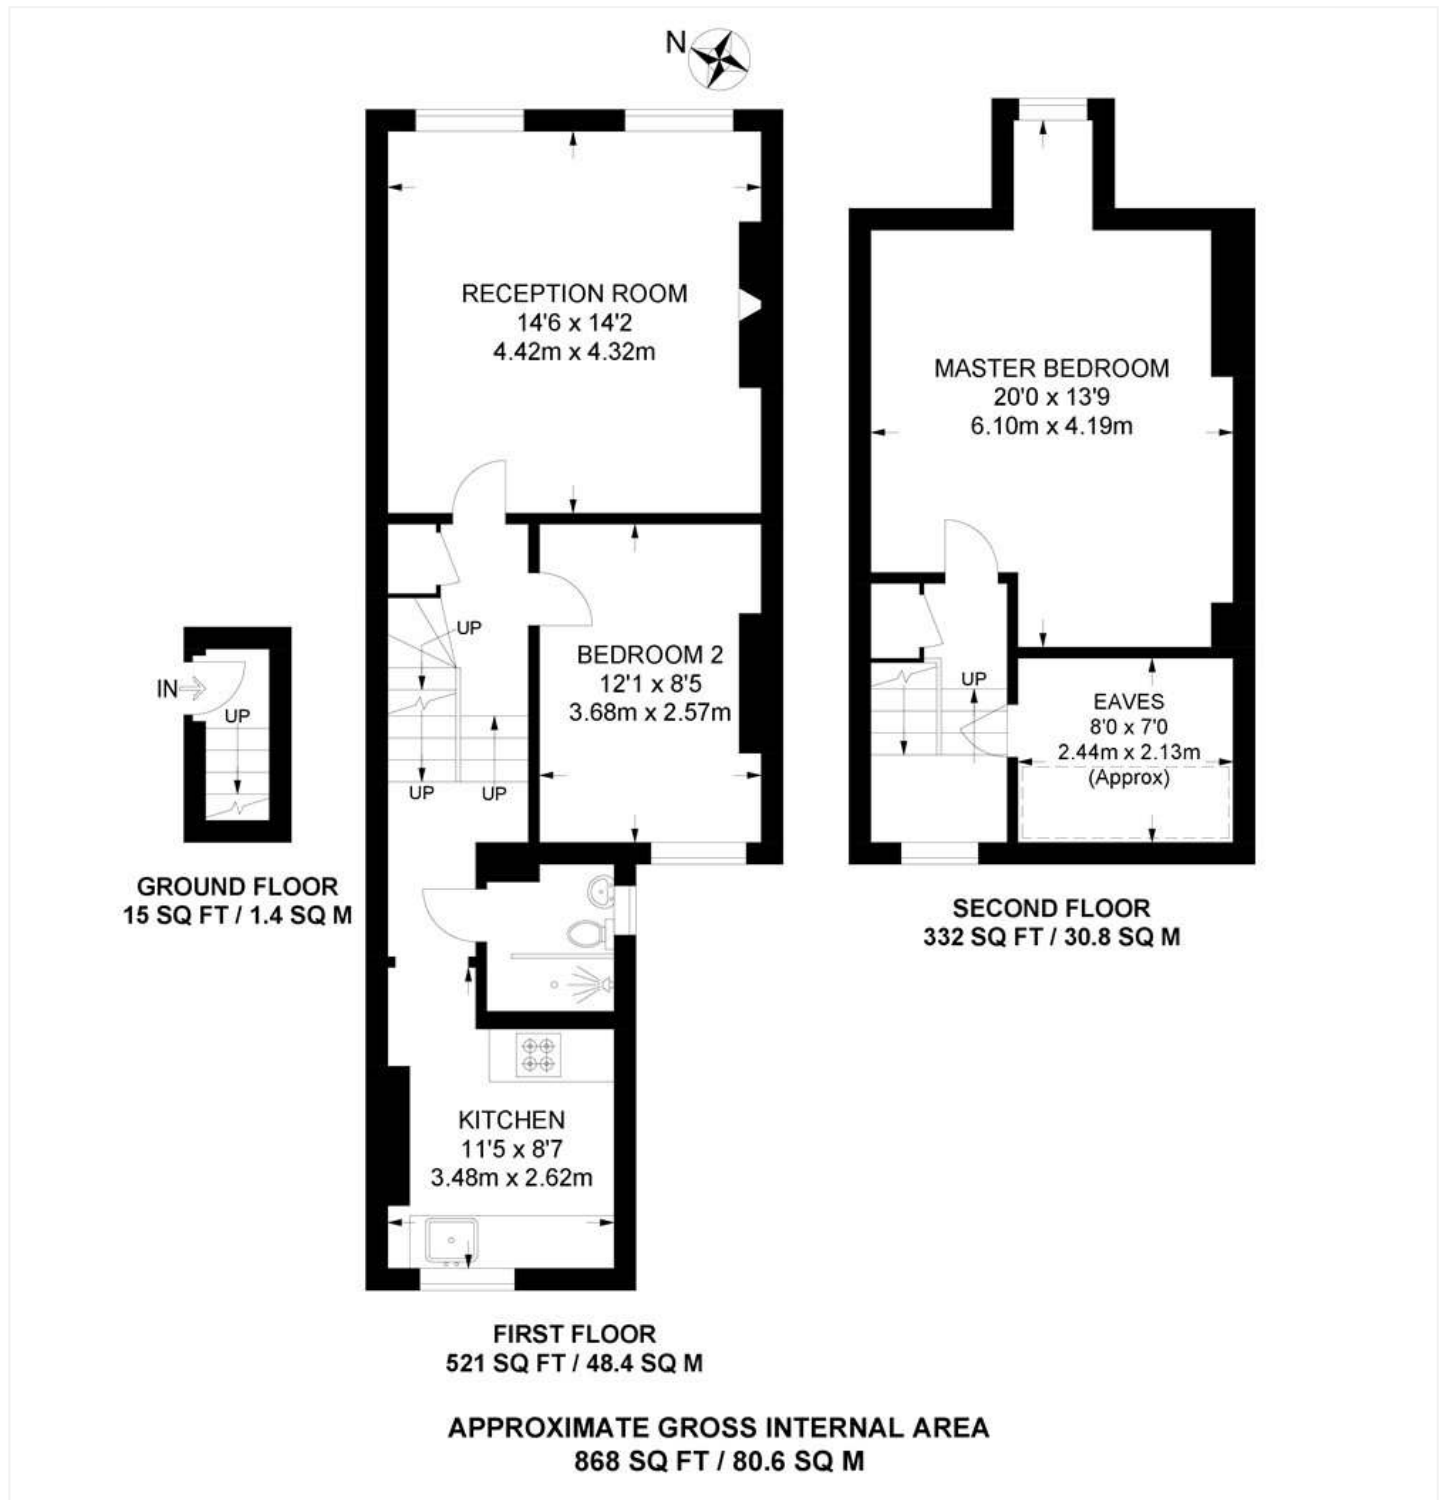 N
RECEPTION ROOM
14'6 x 14'2
4.42m x 4.32m
MASTER BEDROOM
20'0 x 13'9
6.10m x 4.19m
UP
BEDROOM 2
12'1 x 8'5
3.68m x 2.57m
IN
UP
UP
UP
UP
EAVES
8'0 x 7'0
2.44m x 2.13m
(Approx)
GROUND FLOOR
15 SQ FT / 1.4 SQ M
SECOND FLOOR
332 SQ FT / 30.8 SQ M
KITCHEN
11'5 x 8'7
3.48m x 2.62m
FIRST FLOOR
521 SQ FT / 48.4 SQ M
APPROXIMATE GROSS INTERNAL AREA
868 SQ FT / 80.6 SQ M